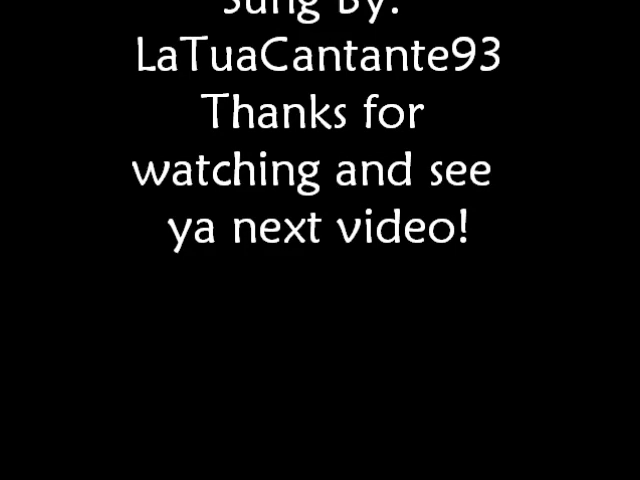 Sung By:
LaTuaCantante93
Thanks for
watching and see
ya next video!